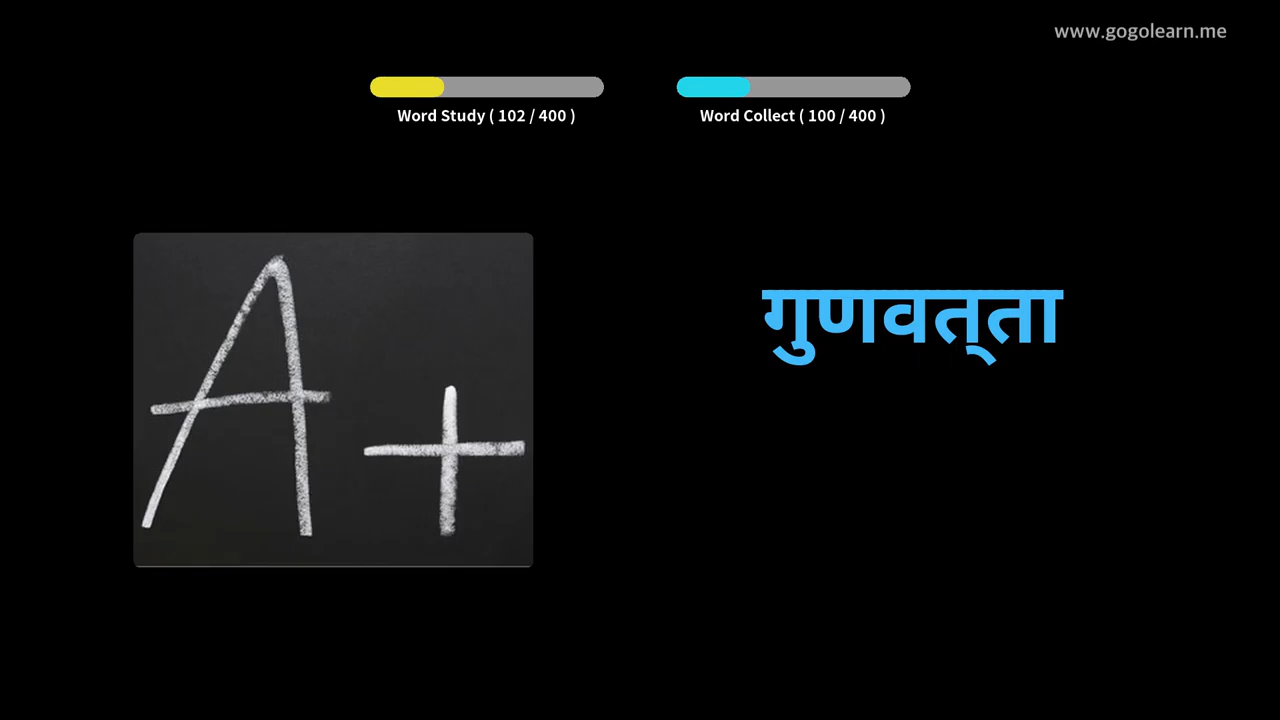 www.gogolearn.me
Word Study ( 102 / 400 )
Word Collect ( 100 / 400 )
A+
गुणवत्‌ता